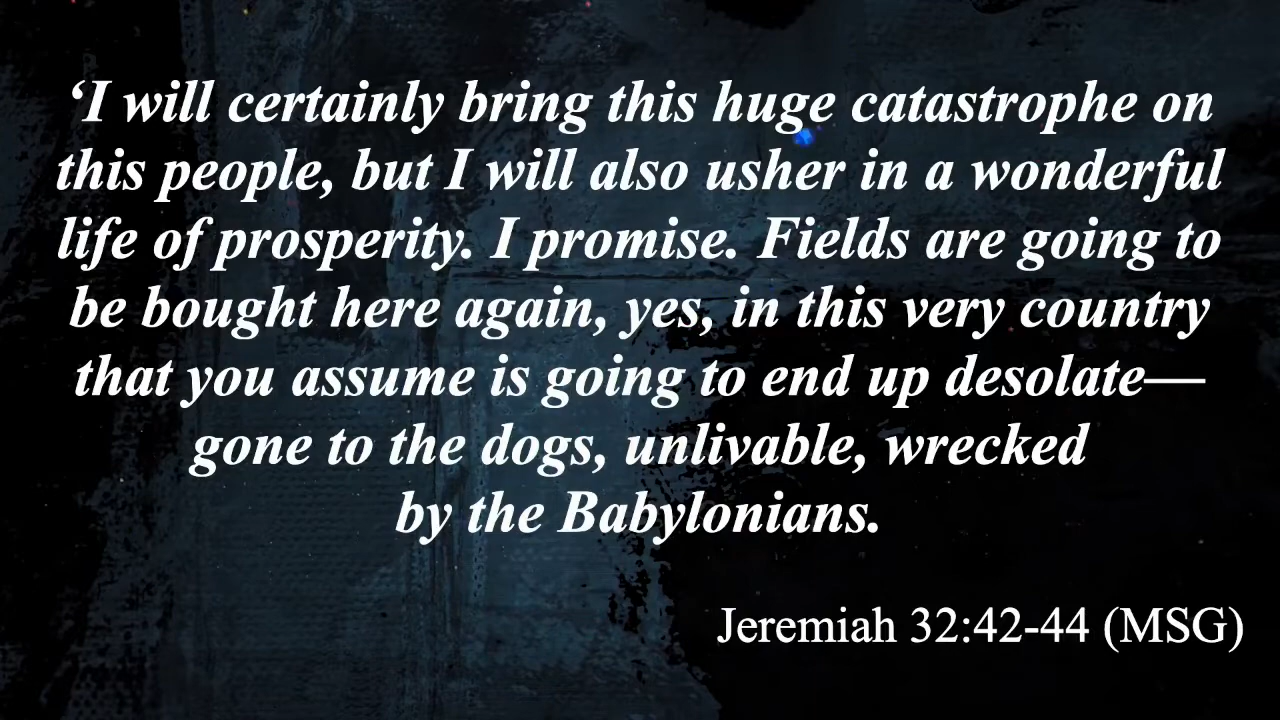 ‘I will certainly bring this huge catastrophe on
this people, but I will also usher in a wonderful
life of prosperity. I promise. Fields are going to
be bought here again, yes, in this very country
that you assume is going to end up desolate—
gone to the dogs, unlivable, wrecked
by the Babylonians.
Jeremiah 32:42-44 (MSG)